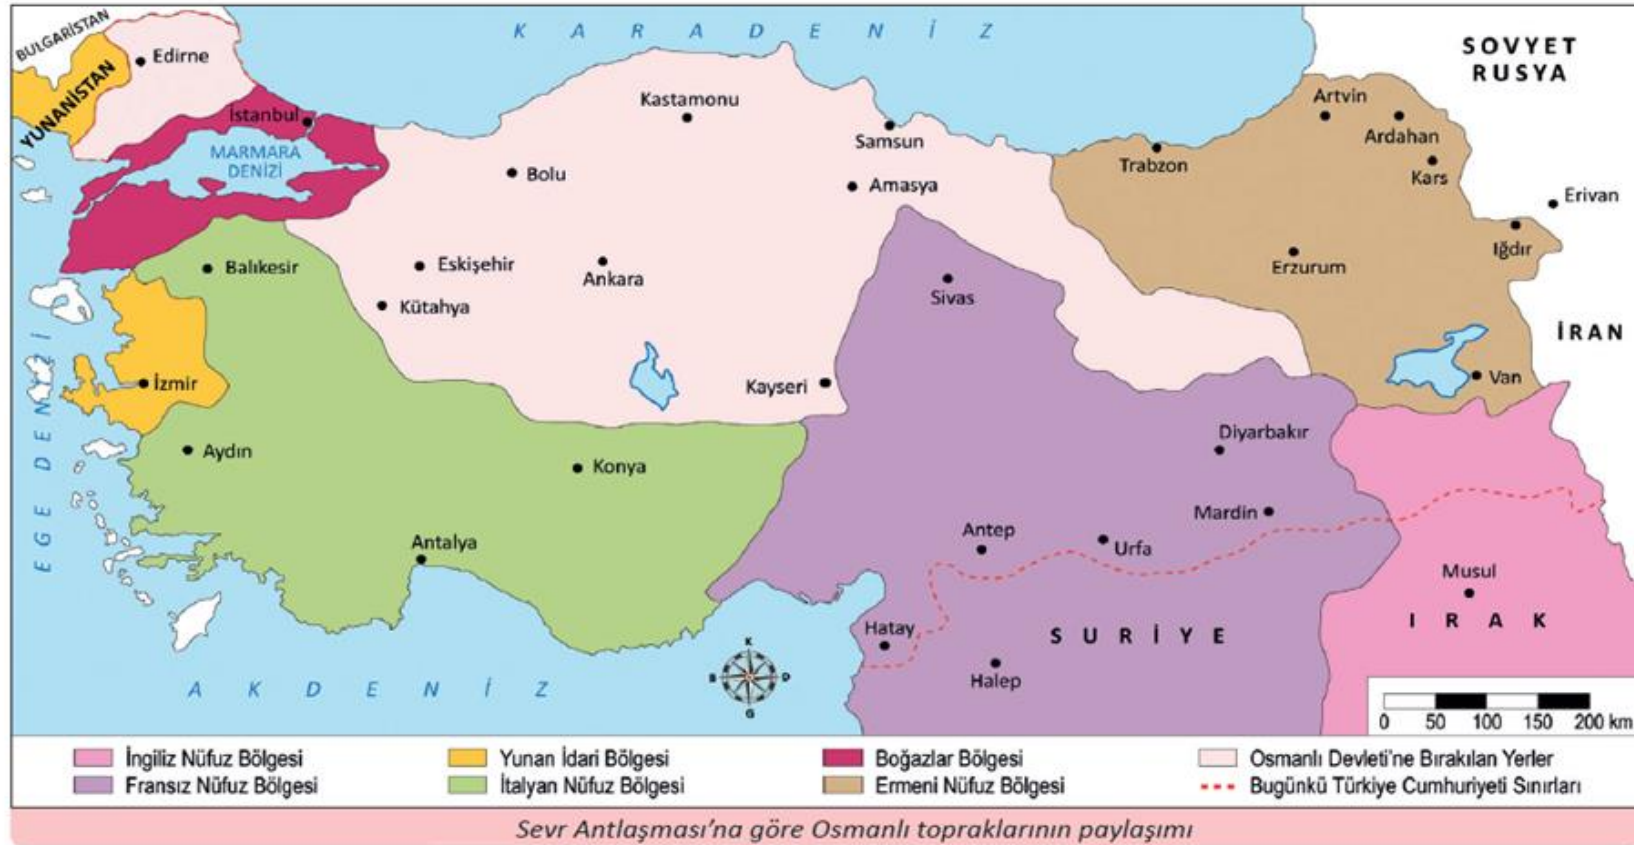 K A R A D E N İ Z
BULGARİSTAN
YUNANİSTAN
Edirne
SOVYET
RUSYA
İstanbul
Kastamonu
Samsun
Artvin
Ardahan
MARMARA
DENİZİ
Bolu
Amasya
Trabzon
Kars
Erivan
Iğdır
Balıkesir
Eskişehir
Ankara
Sivas
Erzurum
Kütahya
İRAN
EGE DENİZİ
İzmir
Kayseri
Van
Aydın
Konya
Diyarbakır
Mardin
Antalya
Antep
Urfa
Musul
I R A K
Hatay
S U R İ Y E
Halep
A K D E N İ Z
K
B
D
G
0 50 100 150 200 km
İngiliz Nüfuz Bölgesi
Yunan İdari Bölgesi
Boğazlar Bölgesi
Osmanlı Devleti'ne Bırakılan Yerler
Fransız Nüfuz Bölgesi
İtalyan Nüfuz Bölgesi
Ermeni Nüfuz Bölgesi
Bugünkü Türkiye Cumhuriyeti Sınırları
Sevr Antlaşması'na göre Osmanlı topraklarının paylaşımı